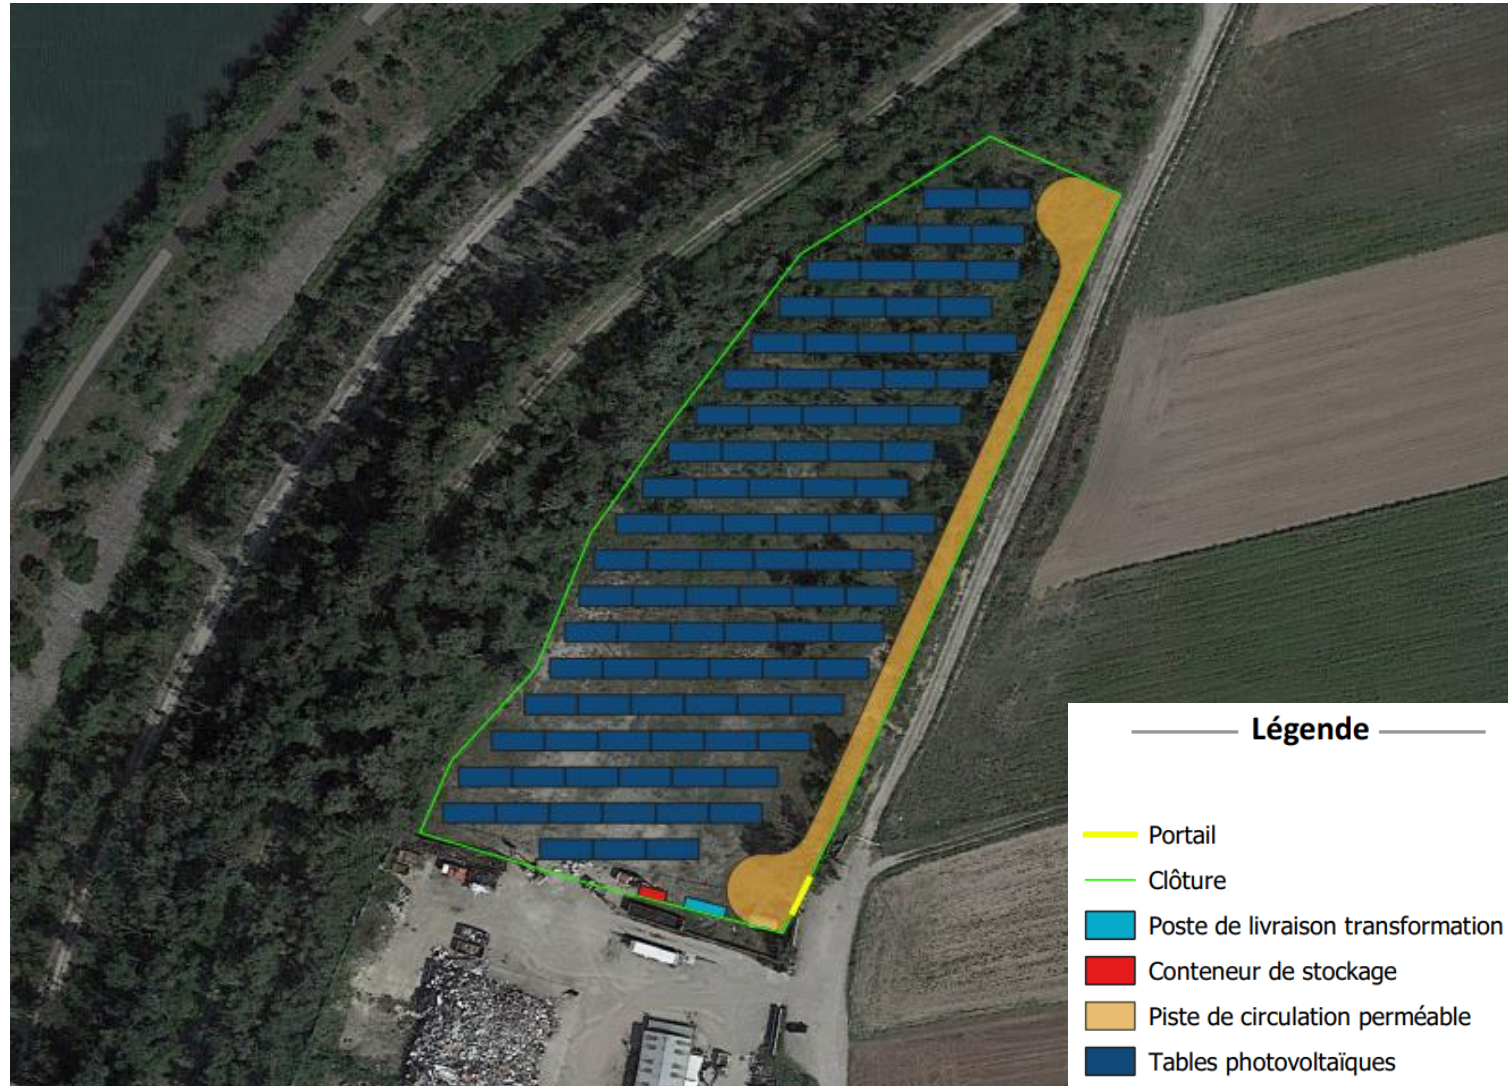 Légende
Portail
Clôture
Poste de livraison transformation
Conteneur de stockage
Piste de circulation perméable
Tables photovoltaïques